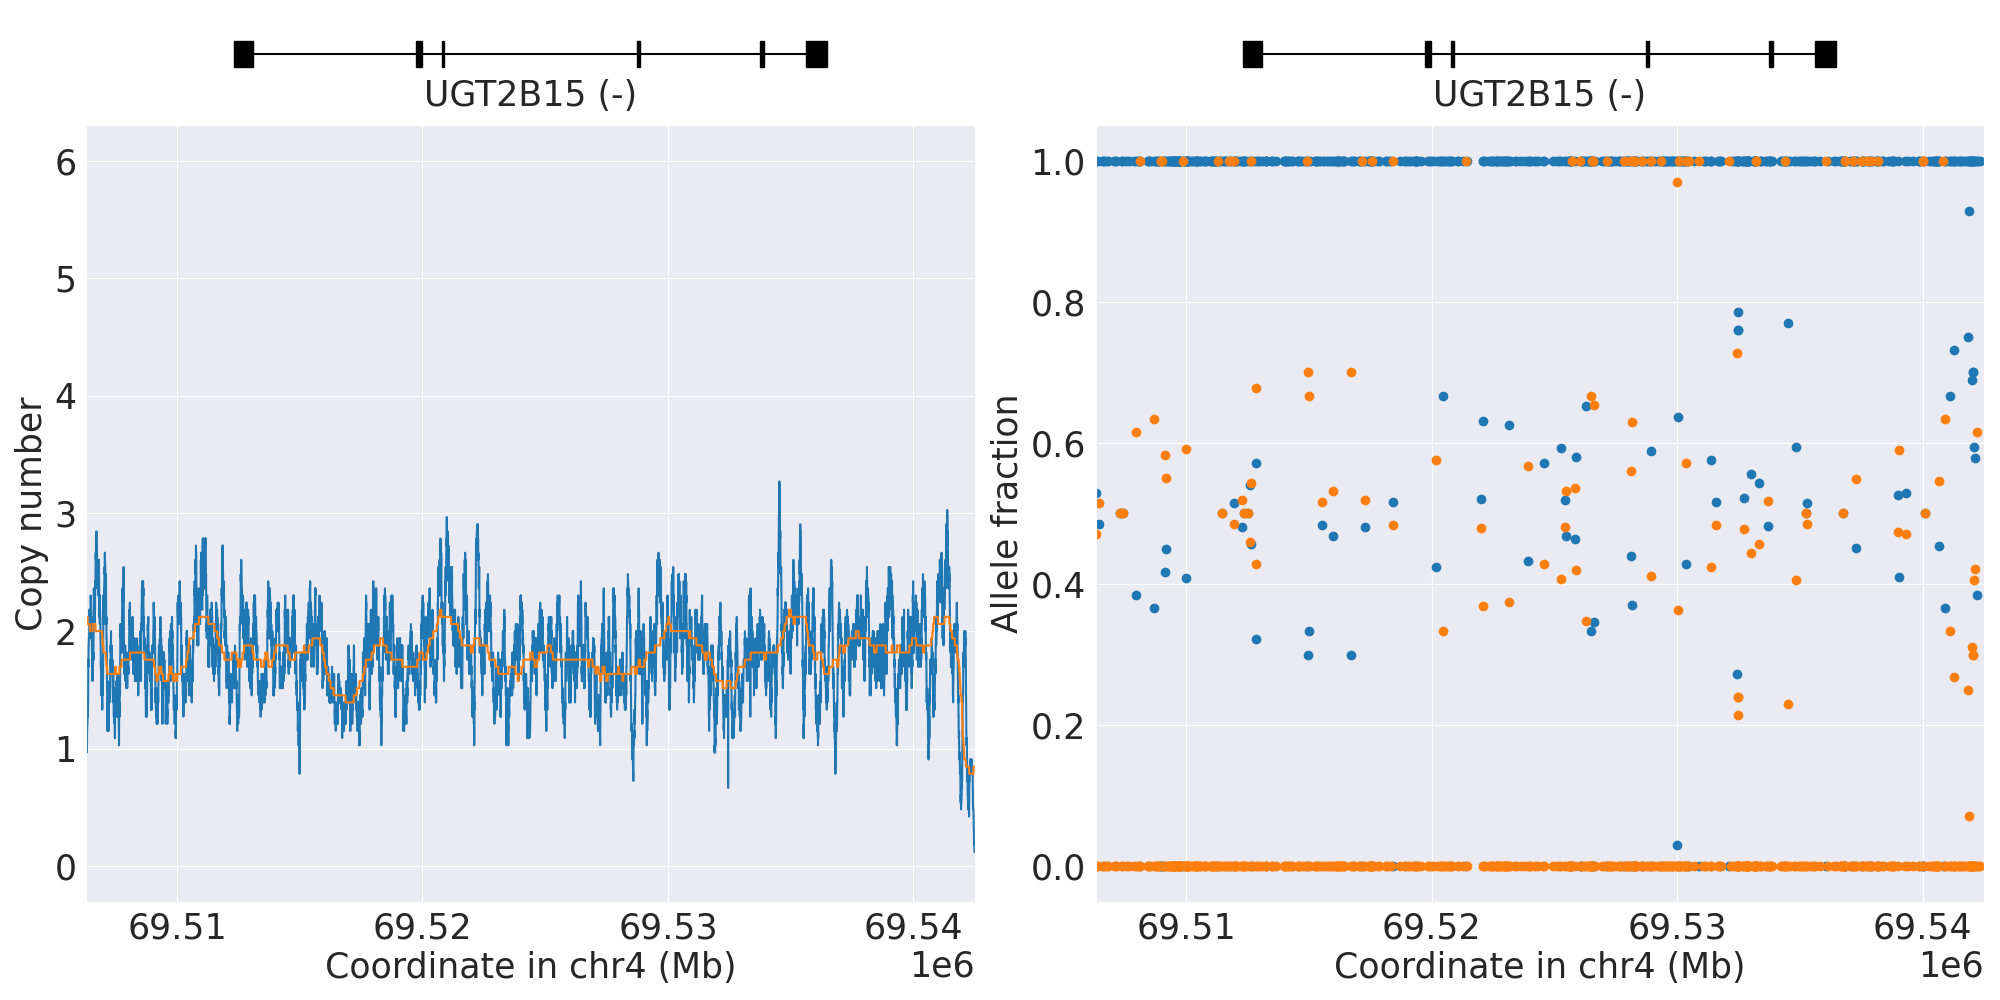 UGT2B15 (-)
UGT2B15 (-)
Copy number
6
5
4
3
2
1
0
69.51 69.52 69.53 69.54
Coordinate in chr4 (Mb)
1e6
Allele fraction
1.0
0.8
0.6
0.4
0.2
0.0
69.51 69.52 69.53 69.54
Coordinate in chr4 (Mb)
1e6